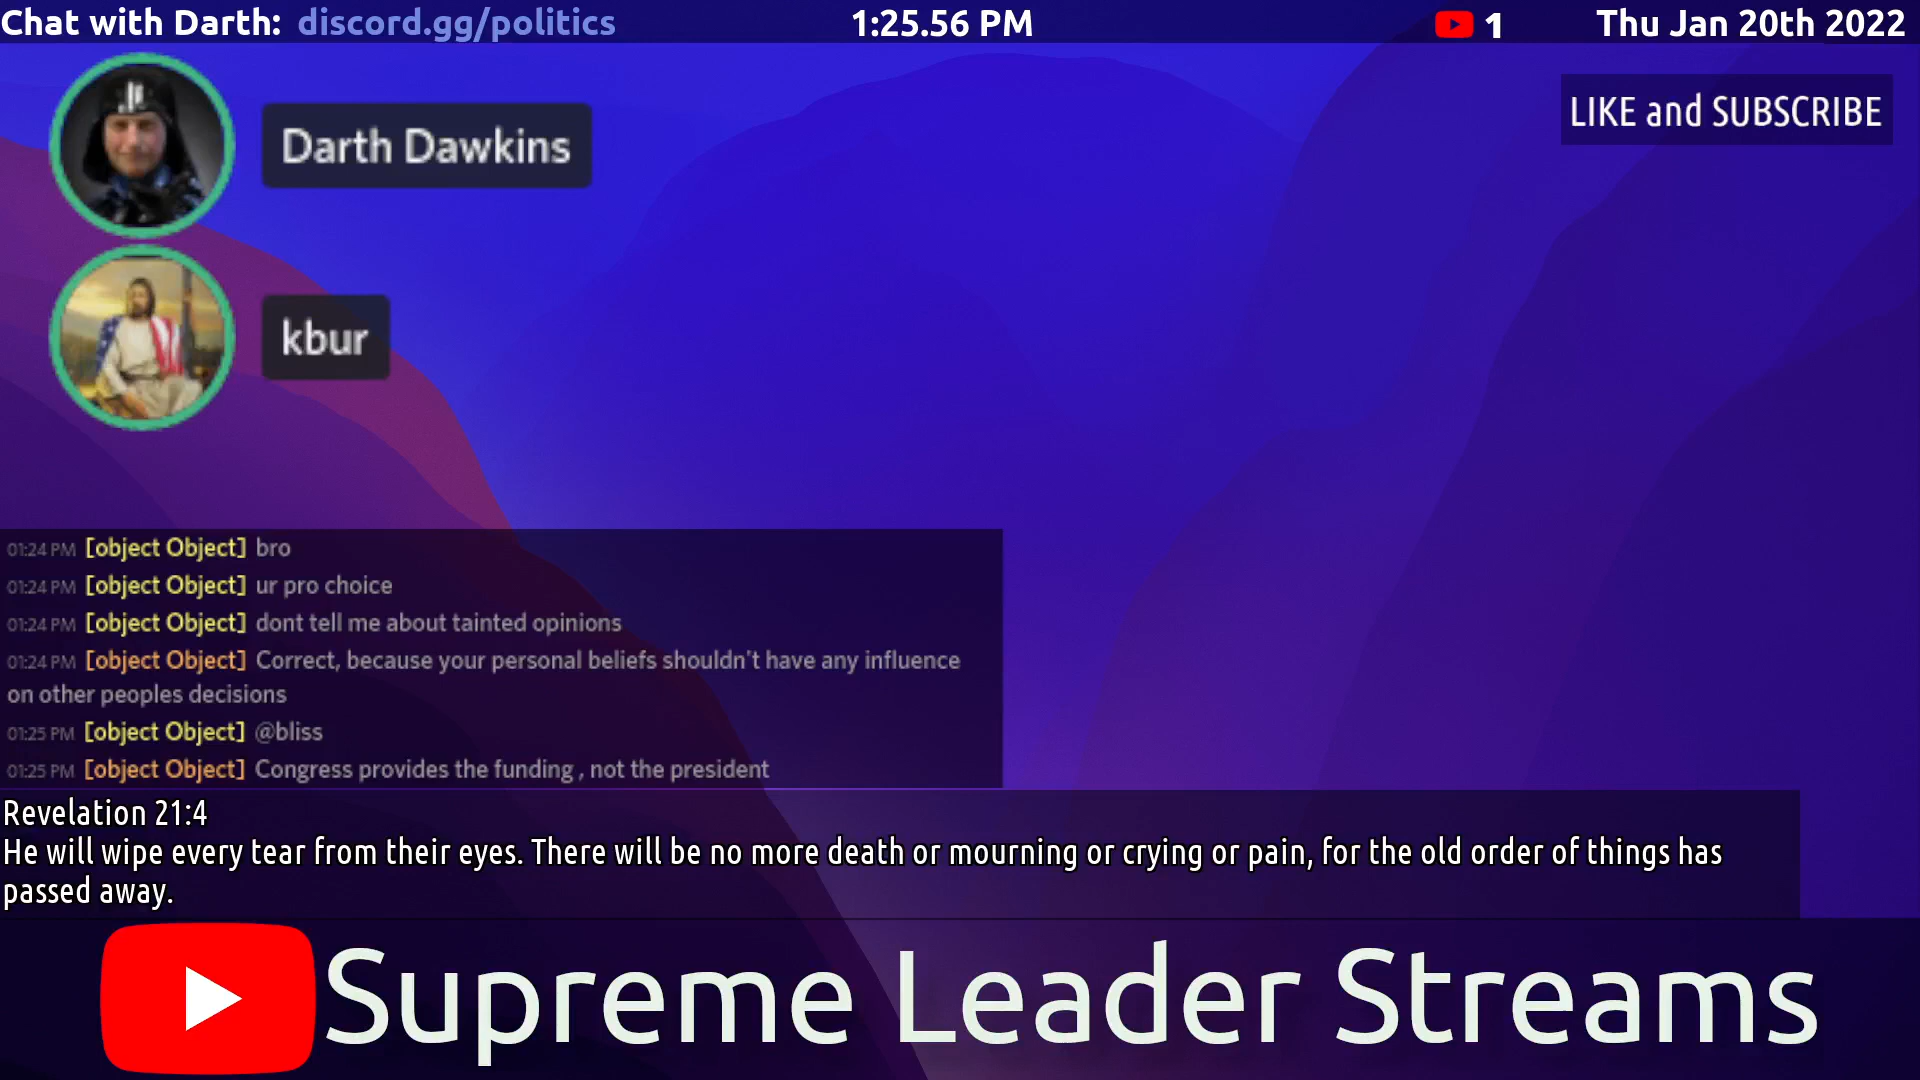 Chat with Darth: discord.gg/politics 1:25.56 PM 1 Thu Jan 20th 2022
LIKE and SUBSCRIBE
Darth Dawkins
kbur
01:24 PM [object Object] bro
01:24 PM [object Object] ur pro choice
01:24 PM [object Object] dont tell me about tainted opinions
01:24 PM [object Object] Correct, because your personal beliefs shouldn't have any influence
on other peoples decisions
01:25 PM [object Object] @bliss
01:25 PM [object Object] Congress provides the funding , not the president
Revelation 21:4
He will wipe every tear from their eyes. There will be no more death or mourning or crying or pain, for the old order of things has
passed away.
Supreme Leader Streams